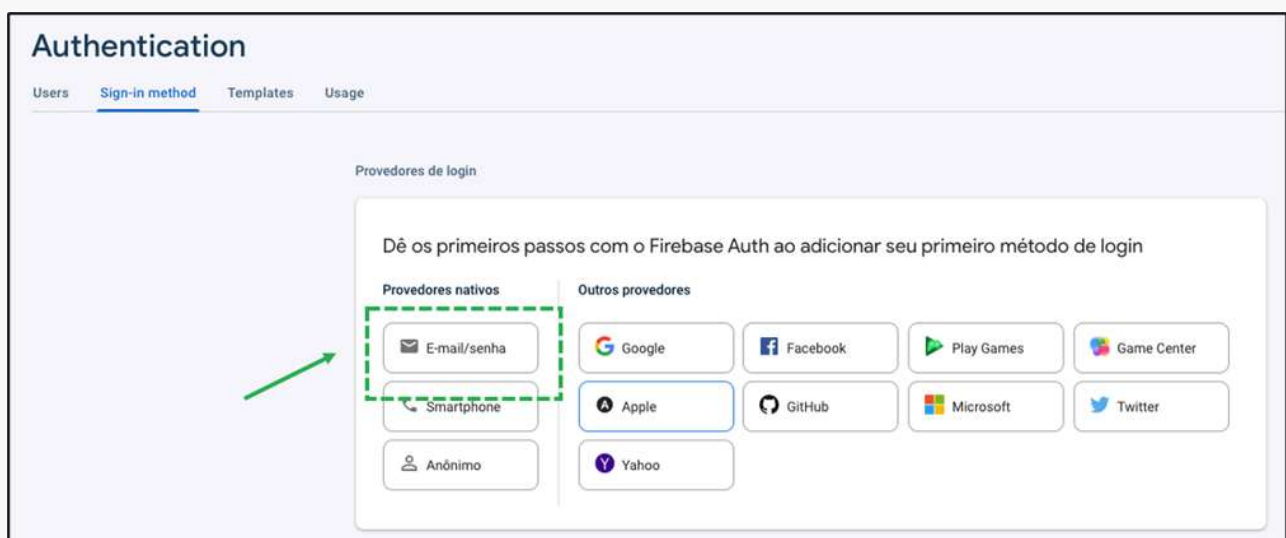 Authentication
Users Sign-in method Templates Usage
Provedores de login
Dê os primeiros passos com o Firebase Auth ao adicionar seu primeiro método de login
Provedores nativos
E-mail/senha
Smartphone
Anônimo
Outros provedores
Google Facebook Play Games Game Center
Apple GitHub Microsoft Twitter
Yahoo